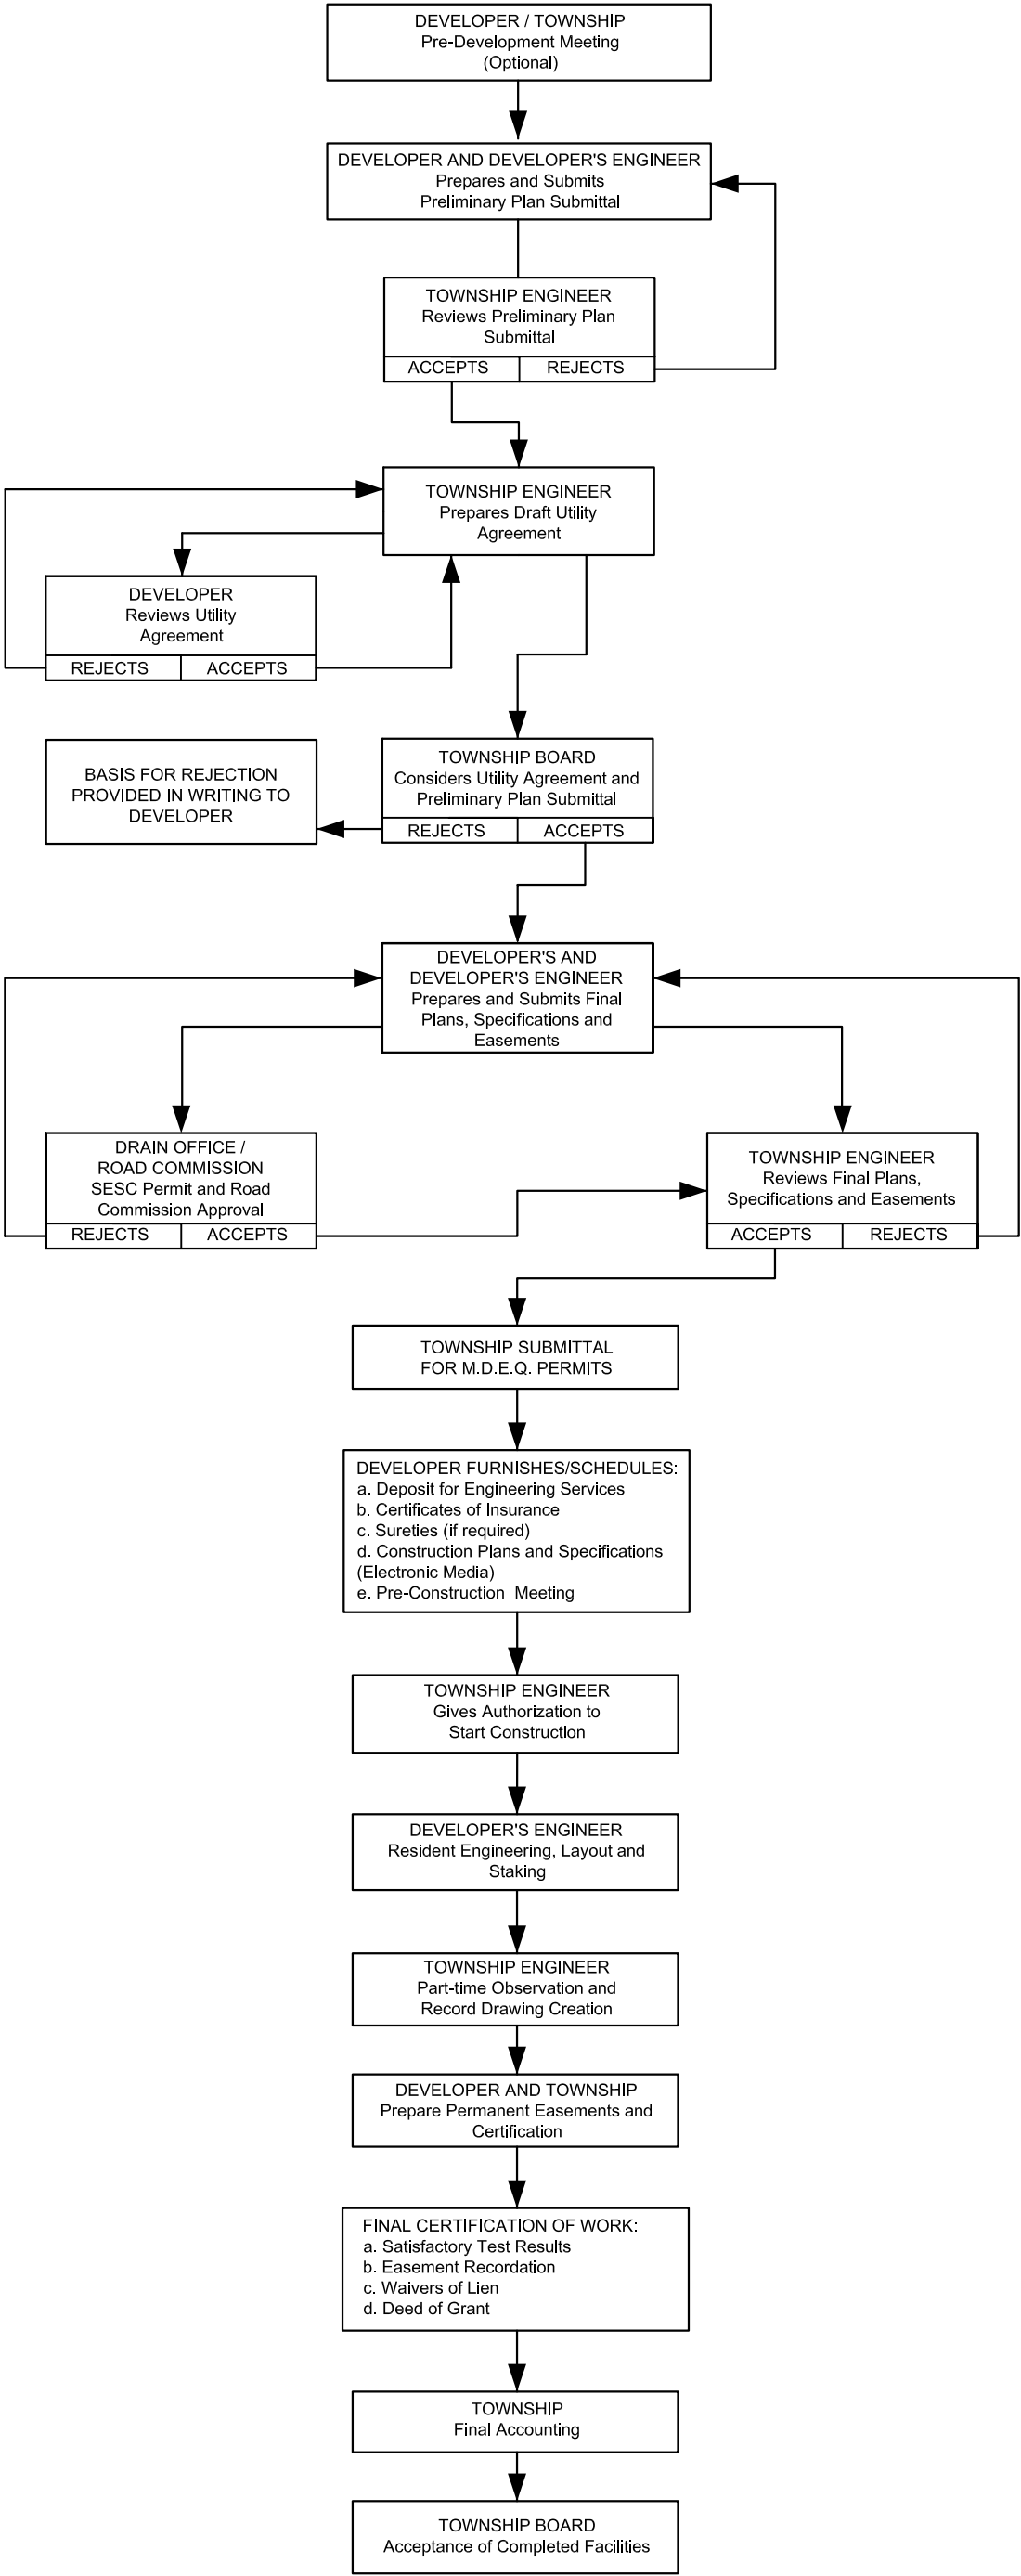 DEVELOPER / TOWNSHIP
Pre-Development Meeting
(Optional)
DEVELOPER AND DEVELOPER'S ENGINEER
Prepares and Submits
Preliminary Plan Submittal
TOWNSHIP ENGINEER
Reviews Preliminary Plan
Submittal
ACCEPTS
REJECTS
TOWNSHIP ENGINEER
Prepares Draft Utility
Agreement
DEVELOPER
Reviews Utility
Agreement
REJECTS
ACCEPTS
TOWNSHIP BOARD
Considers Utility Agreement and
Preliminary Plan Submittal
REJECTS
ACCEPTS
BASIS FOR REJECTION
PROVIDED IN WRITING TO
DEVELOPER
DEVELOPER'S AND
DEVELOPER'S ENGINEER
Prepares and Submits Final
Plans, Specifications and
Easements
DRAIN OFFICE /
ROAD COMMISSION
SESC Permit and Road
Commission Approval
REJECTS
ACCEPTS
TOWNSHIP ENGINEER
Reviews Final Plans,
Specifications and Easements
ACCEPTS
REJECTS
TOWNSHIP SUBMITTAL
FOR M.D.E.Q. PERMITS
DEVELOPER FURNISHES/SCHEDULES:
a. Deposit for Engineering Services
b. Certificates of Insurance
c. Sureties (if required)
d. Construction Plans and Specifications
(Electronic Media)
e. Pre-Construction Meeting
TOWNSHIP ENGINEER
Gives Authorization to
Start Construction
DEVELOPER'S ENGINEER
Resident Engineering, Layout and
Staking
TOWNSHIP ENGINEER
Part-time Observation and
Record Drawing Creation
DEVELOPER AND TOWNSHIP
Prepare Permanent Easements and
Certification
FINAL CERTIFICATION OF WORK:
a. Satisfactory Test Results
b. Easement Recordation
c. Waivers of Lien
d. Deed of Grant
TOWNSHIP
Final Accounting
TOWNSHIP BOARD
Acceptance of Completed Facilities